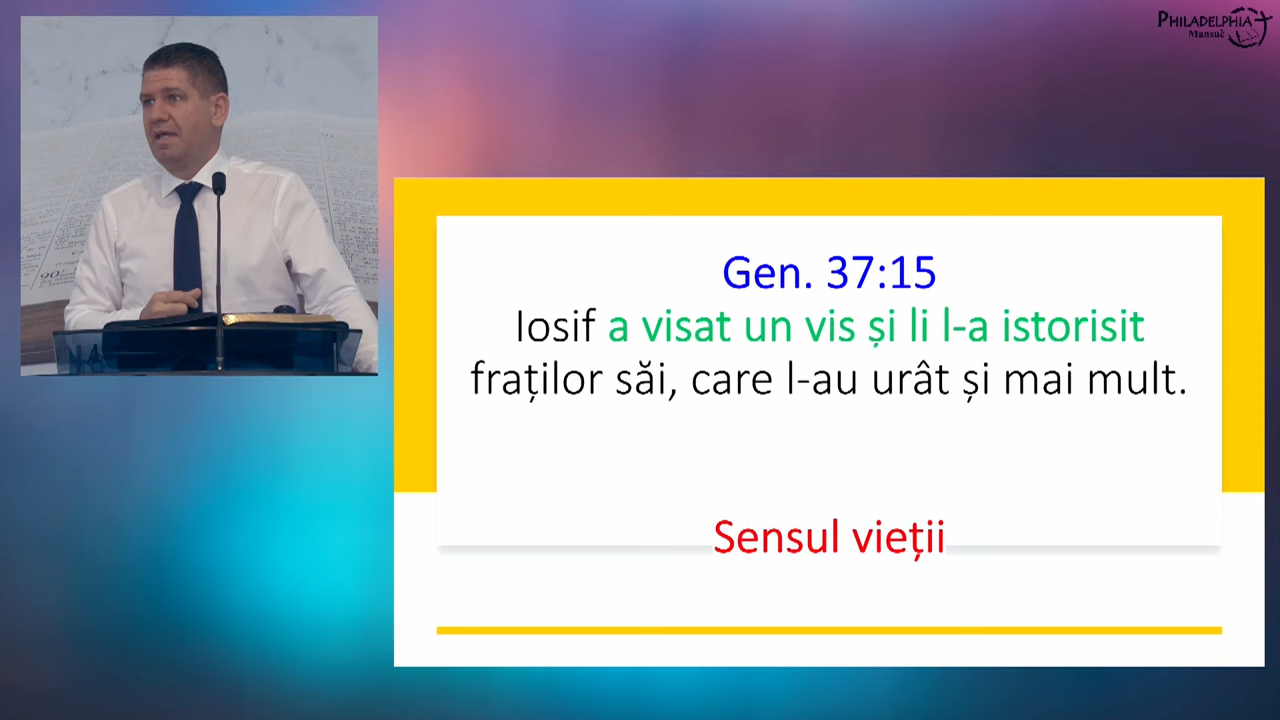 PHILADELPHIA
Mansuè
Gen. 37:15
Iosif a visat un vis și li l-a istorisit
fraților săi, care l-au urât și mai mult.
Sensul vieții